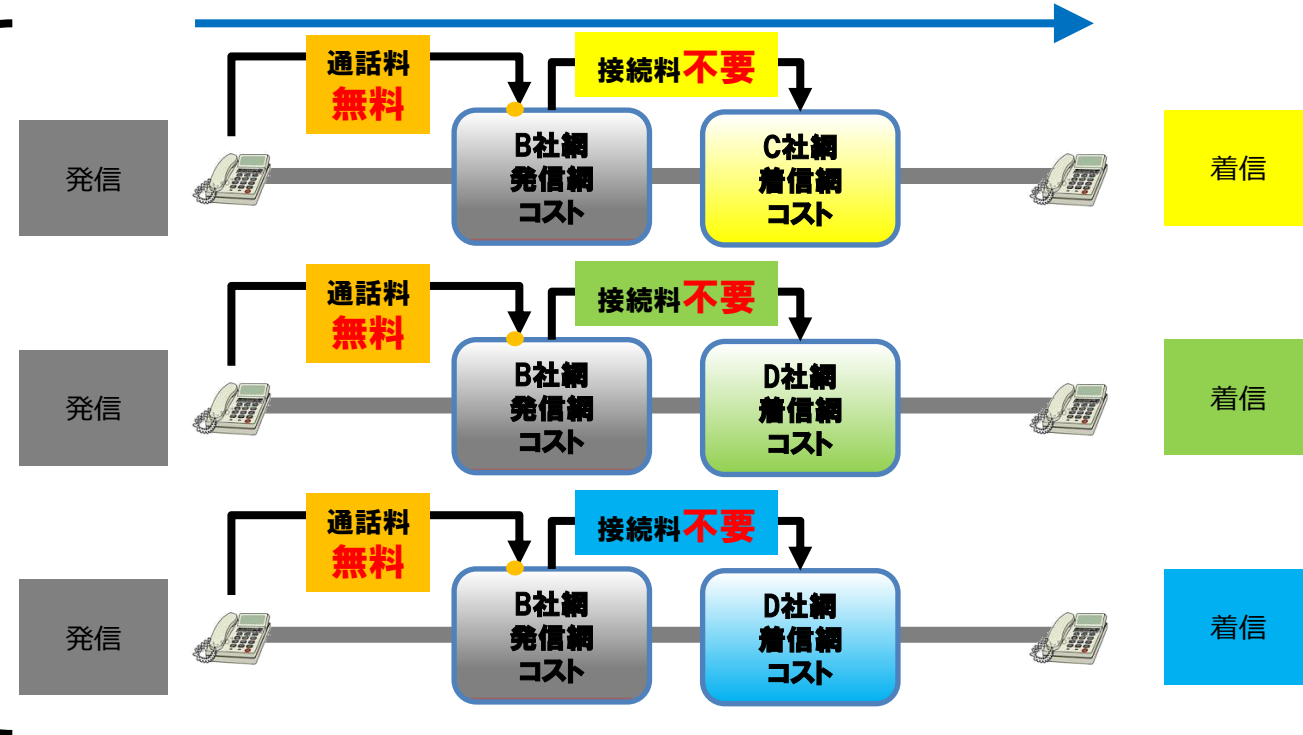 通話料
無料
接続料不要
発信
B社網
発信網
コスト
C社網
着信網
コスト
着信
通話料
無料
接続料不要
発信
B社網
発信網
コスト
D社網
着信網
コスト
着信
通話料
無料
接続料不要
発信
B社網
発信網
コスト
D社網
着信網
コスト
着信